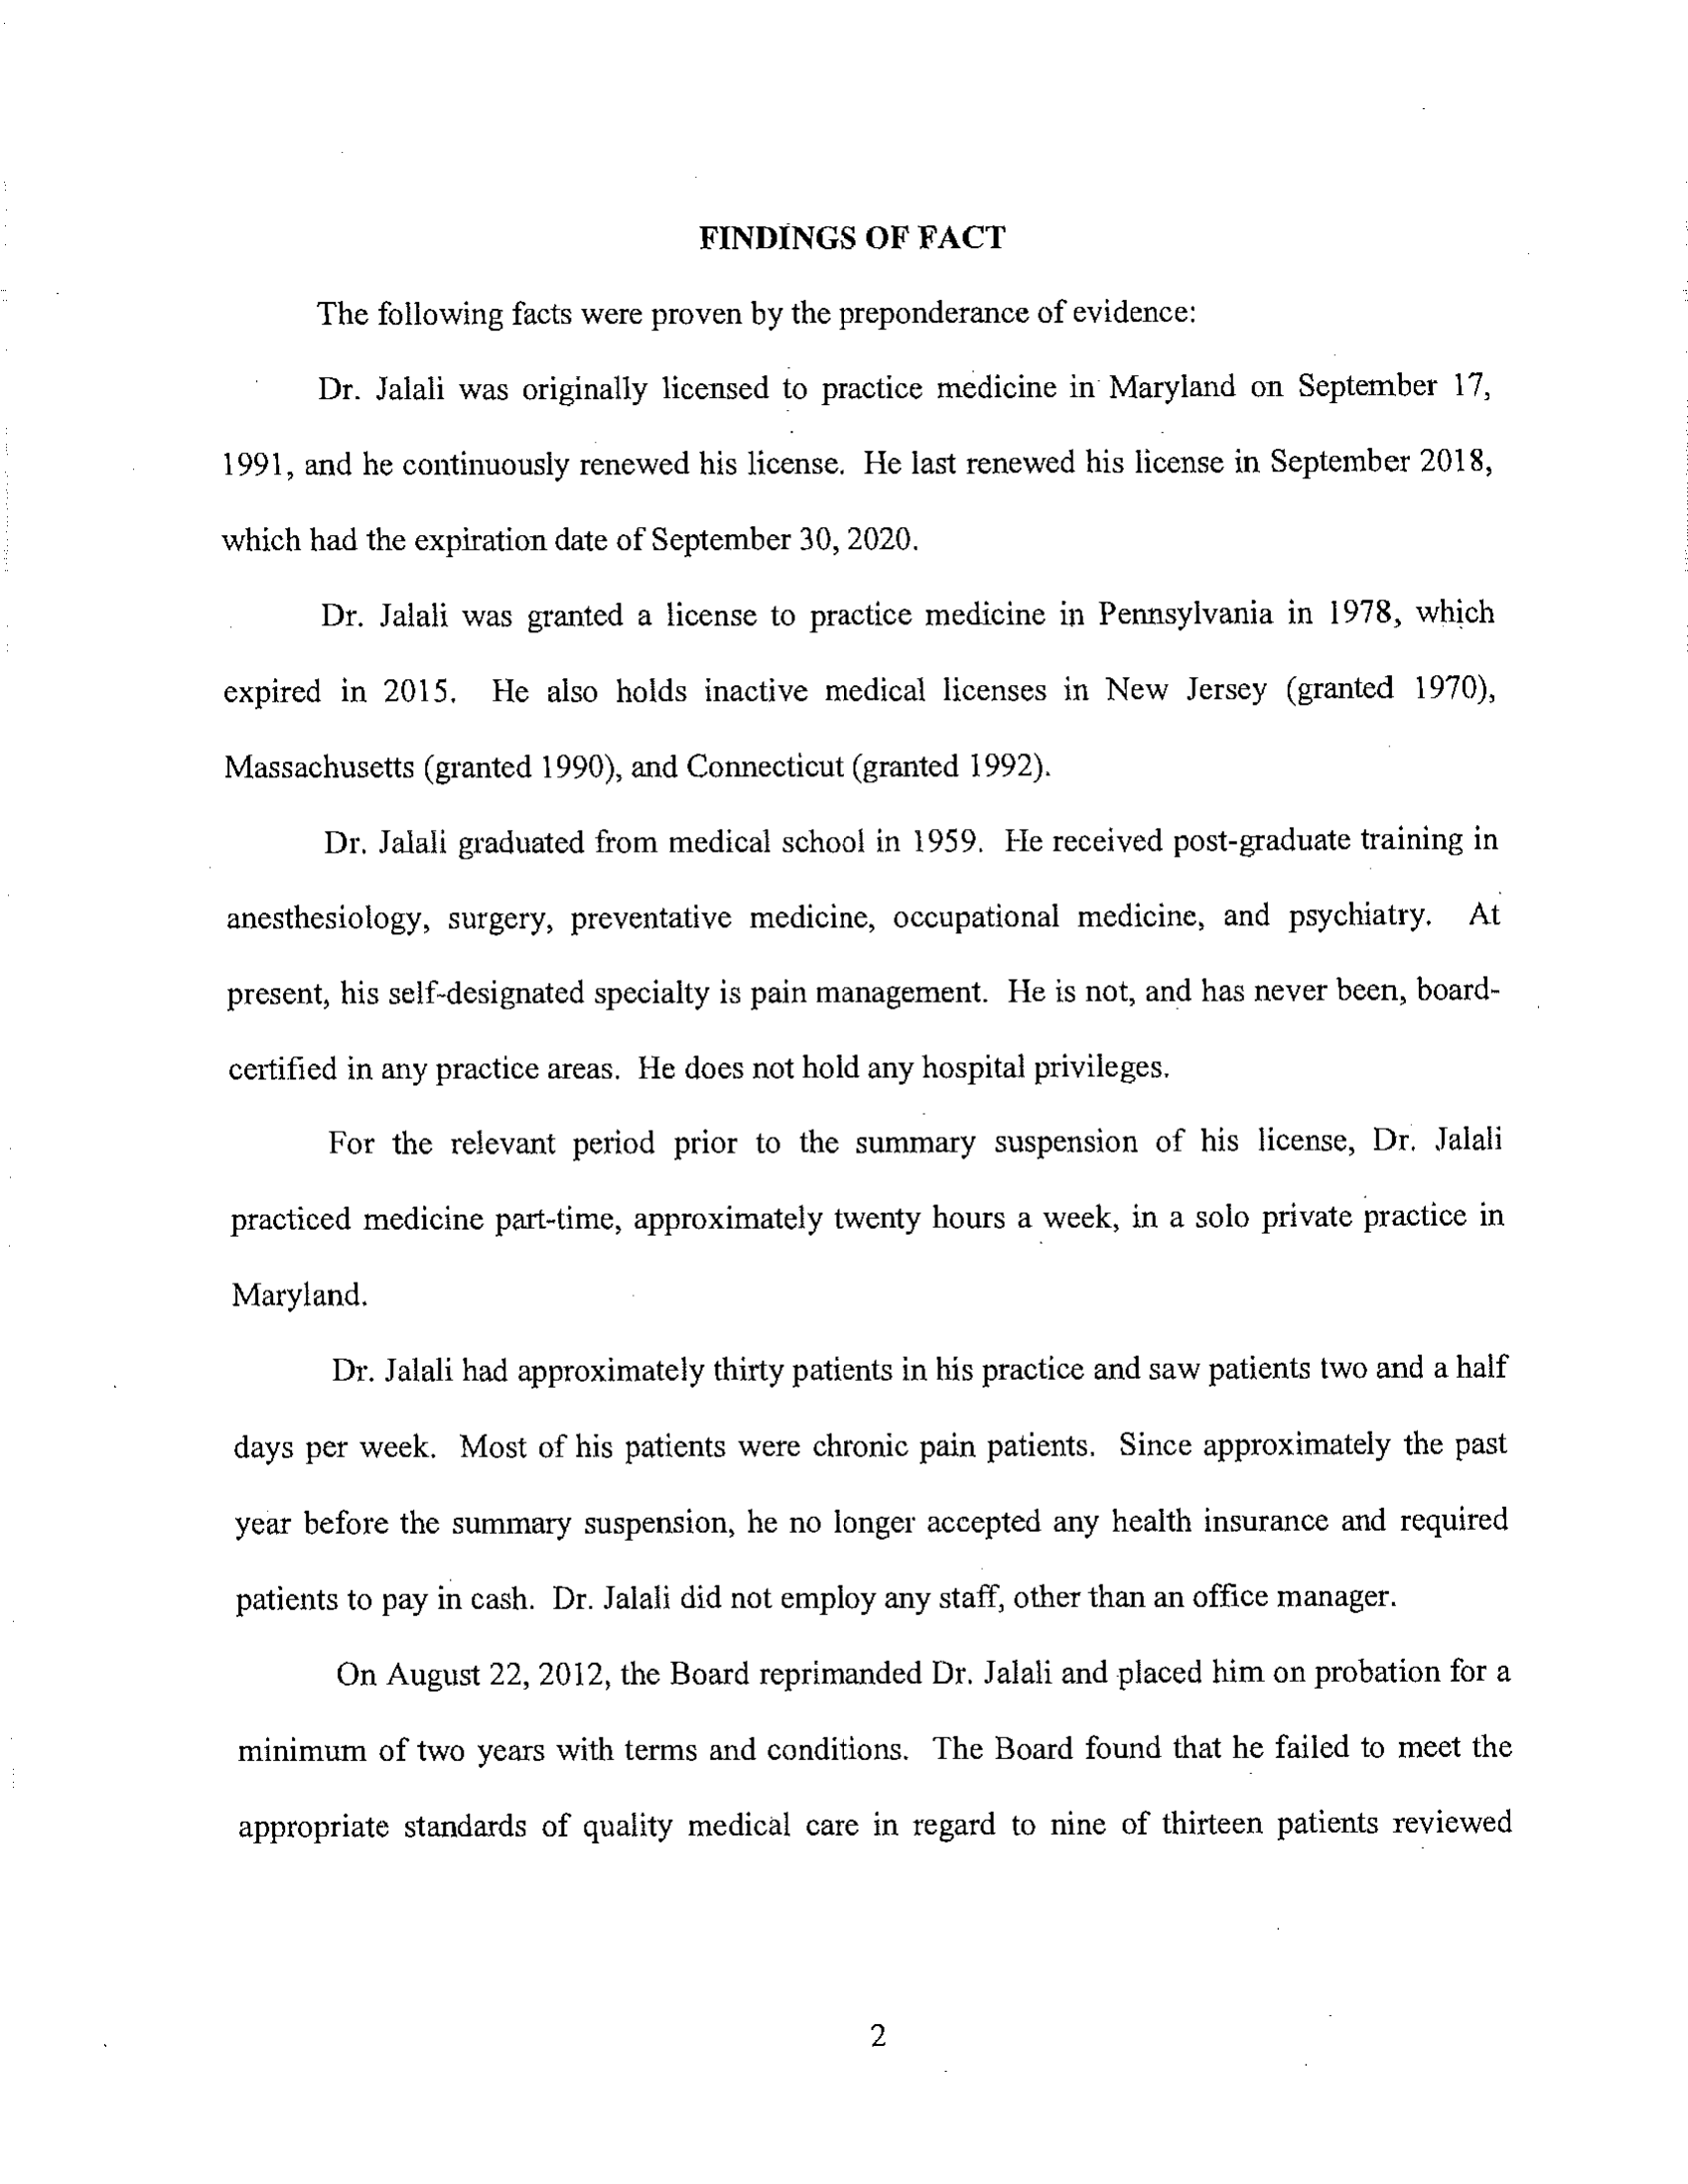 FINDINGS OF FACT
The following facts were proven by the preponderance of evidence:
Dr. Jalali was originally licensed to practice medicine in Maryland on September 17,
1991, and he continuously renewed his license. He last renewed his license in September 2018,
which had the expiration date of September 30, 2020.
Dr. Jalali was granted a license to practice medicine in Pennsylvania in 1978, which
expired in 2015. He also holds inactive medical licenses in New Jersey (granted 1970),
Massachusetts (granted 1990), and Connecticut (granted 1992).
Dr. Jalali graduated from medical school in 1959. He received post-graduate training in
anesthesiology, surgery, preventative medicine, occupational medicine, and psychiatry. At
present, his self-designated specialty is pain management. He is not, and has never been, board-
certified in any practice areas. He does not hold any hospital privileges.
For the relevant period prior to the summary suspension of his license, Dr. Jalali
practiced medicine part-time, approximately twenty hours a week, in a solo private practice in
Maryland.
Dr. Jalali had approximately thirty patients in his practice and saw patients two and a half
days per week. Most of his patients were chronic pain patients. Since approximately the past
year before the summary suspension, he no longer accepted any health insurance and required
patients to pay in cash. Dr. Jalali did not employ any staff, other than an office manager.
On August 22, 2012, the Board reprimanded Dr. Jalali and placed him on probation for a
minimum of two years with terms and conditions. The Board found that he failed to meet the
appropriate standards of quality medical care in regard to nine of thirteen patients reviewed
2